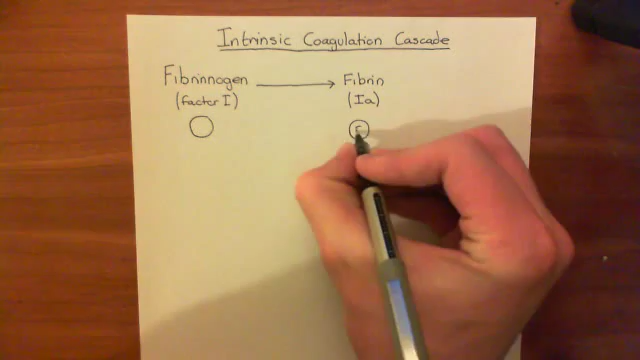 Intrinsic Coagulation Cascade
Fibrinnogen → Fibrin
(factor I) (Ia)